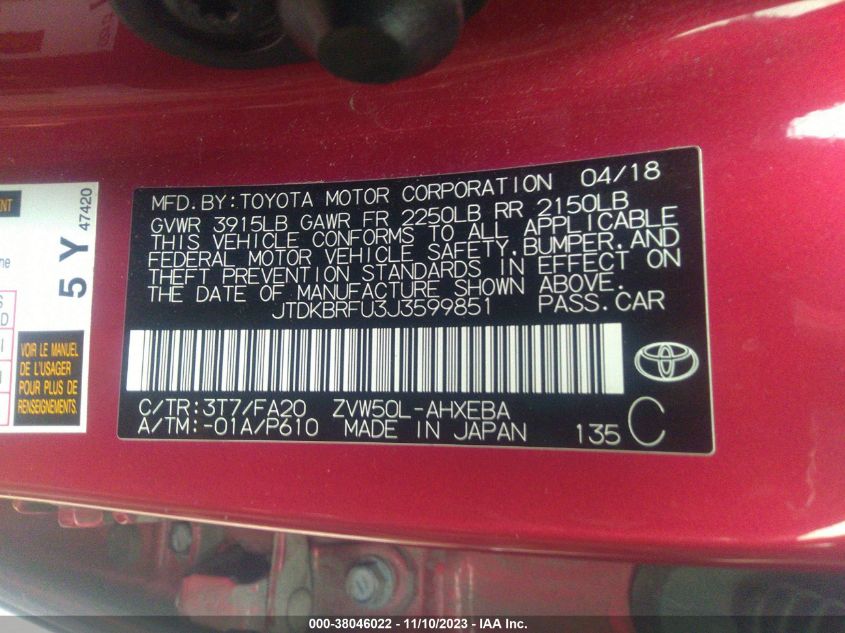 MFD.BY:TOYOTA MOTOR CORPORATION 04/18
GVWR 3915LB GAWR FR 2250LB RR 2150LB
THIS VEHICLE CONFORMS TO ALL APPLICABLE
FEDERAL MOTOR VEHICLE SAFETY,BUMPER,AND
THEFT PREVENTION STANDARDS IN EFFECT ON
THE DATE OF MANUFACTURE SHOWN ABOVE.
JTDKBRFU3J3599851 PASS.CAR
C/TR:3T7/FA20 ZVW50L-AHXEBA
A/TM:-01A/P610 MADE IN JAPAN 135 C
5 Y 47420
VOIR LE MANUEL
DE L'USAGER
POUR PLUS DE
RENSEIGNEMENTS.
000-38046022 - 11/10/2023 - IAA Inc.